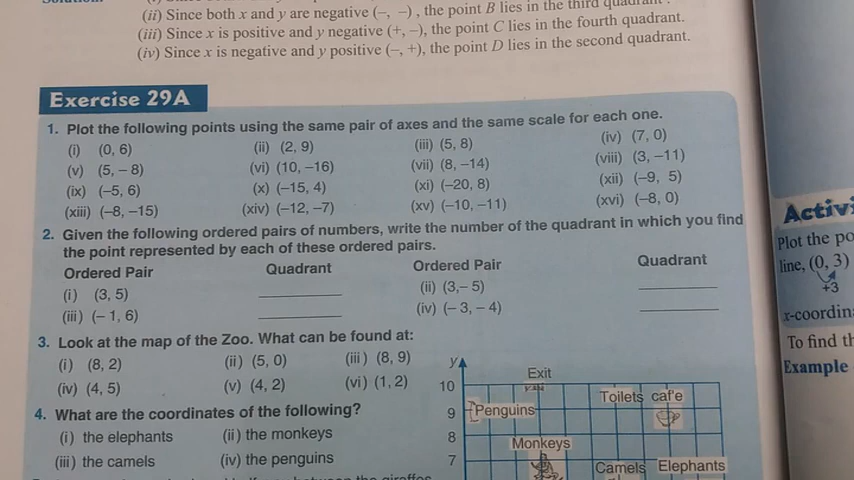 (ii) Since both x and y are negative (–, –), the point B lies in the third quadrant.
(iii) Since x is positive and y negative (+, –), the point C lies in the fourth quadrant.
(iv) Since x is negative and y positive (–, +), the point D lies in the second quadrant.
Exercise 29A
1. Plot the following points using the same pair of axes and the same scale for each one.
(i) (0, 6) (ii) (2, 9) (iii) (5, 8) (iv) (7, 0)
(v) (5, – 8) (vi) (10, –16) (vii) (8, –14) (viii) (3, –11)
(ix) (–5, 6) (x) (–15, 4) (xi) (–20, 8) (xii) (–9, 5)
(xiii) (–8, –15) (xiv) (–12, –7) (xv) (–10, –11) (xvi) (–8, 0)
2. Given the following ordered pairs of numbers, write the number of the quadrant in which you find
the point represented by each of these ordered pairs.
Ordered Pair Quadrant Ordered Pair Quadrant
(i) (3, 5) (ii) (3,– 5)
(iii) (– 1, 6) (iv) (– 3, – 4)
3. Look at the map of the Zoo. What can be found at:
(i) (8, 2) (ii) (5, 0) (iii) (8, 9)
(iv) (4, 5) (v) (4, 2) (vi) (1, 2)
4. What are the coordinates of the following?
(i) the elephants (ii) the monkeys
(iii) the camels (iv) the penguins
y
Exit
10
Toilets caf'e
9 Penguins
8
Monkeys
7
Camels Elephants
Plot the po
line, (0, 3)
+3
x-coordin
To find th
Example